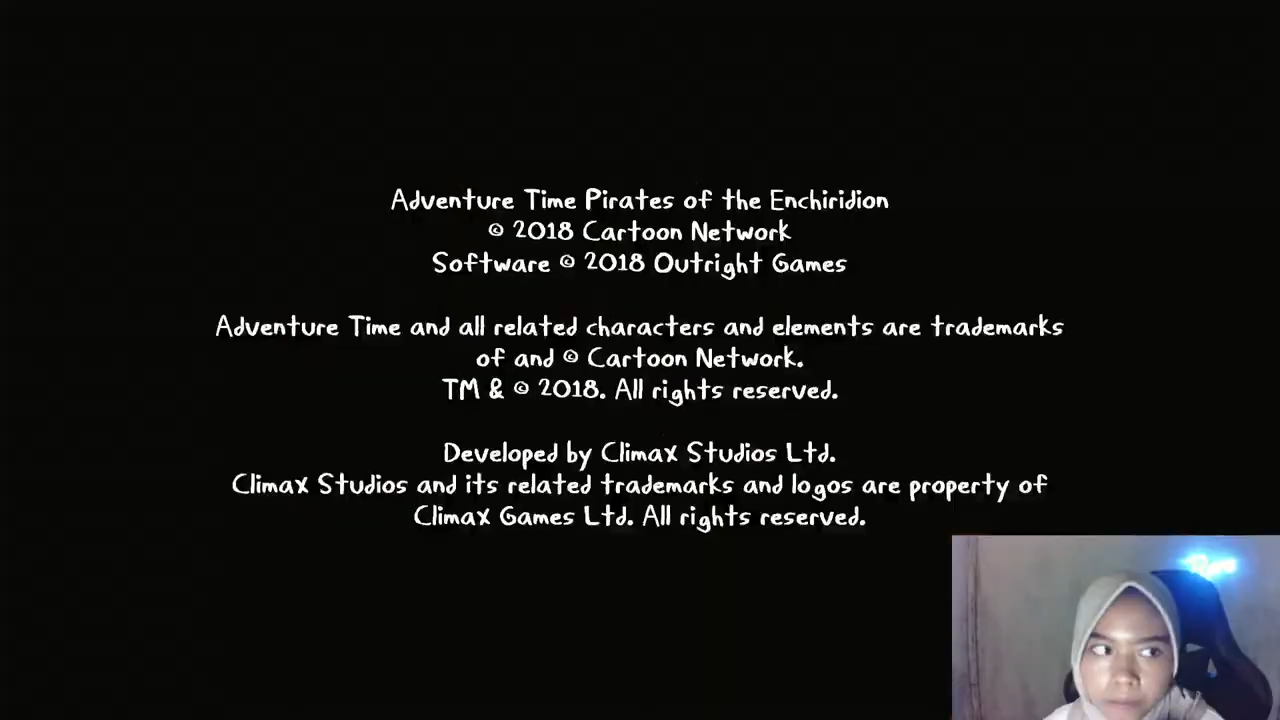 Adventure Time Pirates of the Enchiridion
© 2018 Cartoon Network
Software © 2018 Outright Games
Adventure Time and all related characters and elements are trademarks
of and © Cartoon Network.
TM & © 2018. All rights reserved.
Developed by Climax Studios Ltd.
Climax Studios and its related trademarks and logos are property of
Climax Games Ltd. All rights reserved.